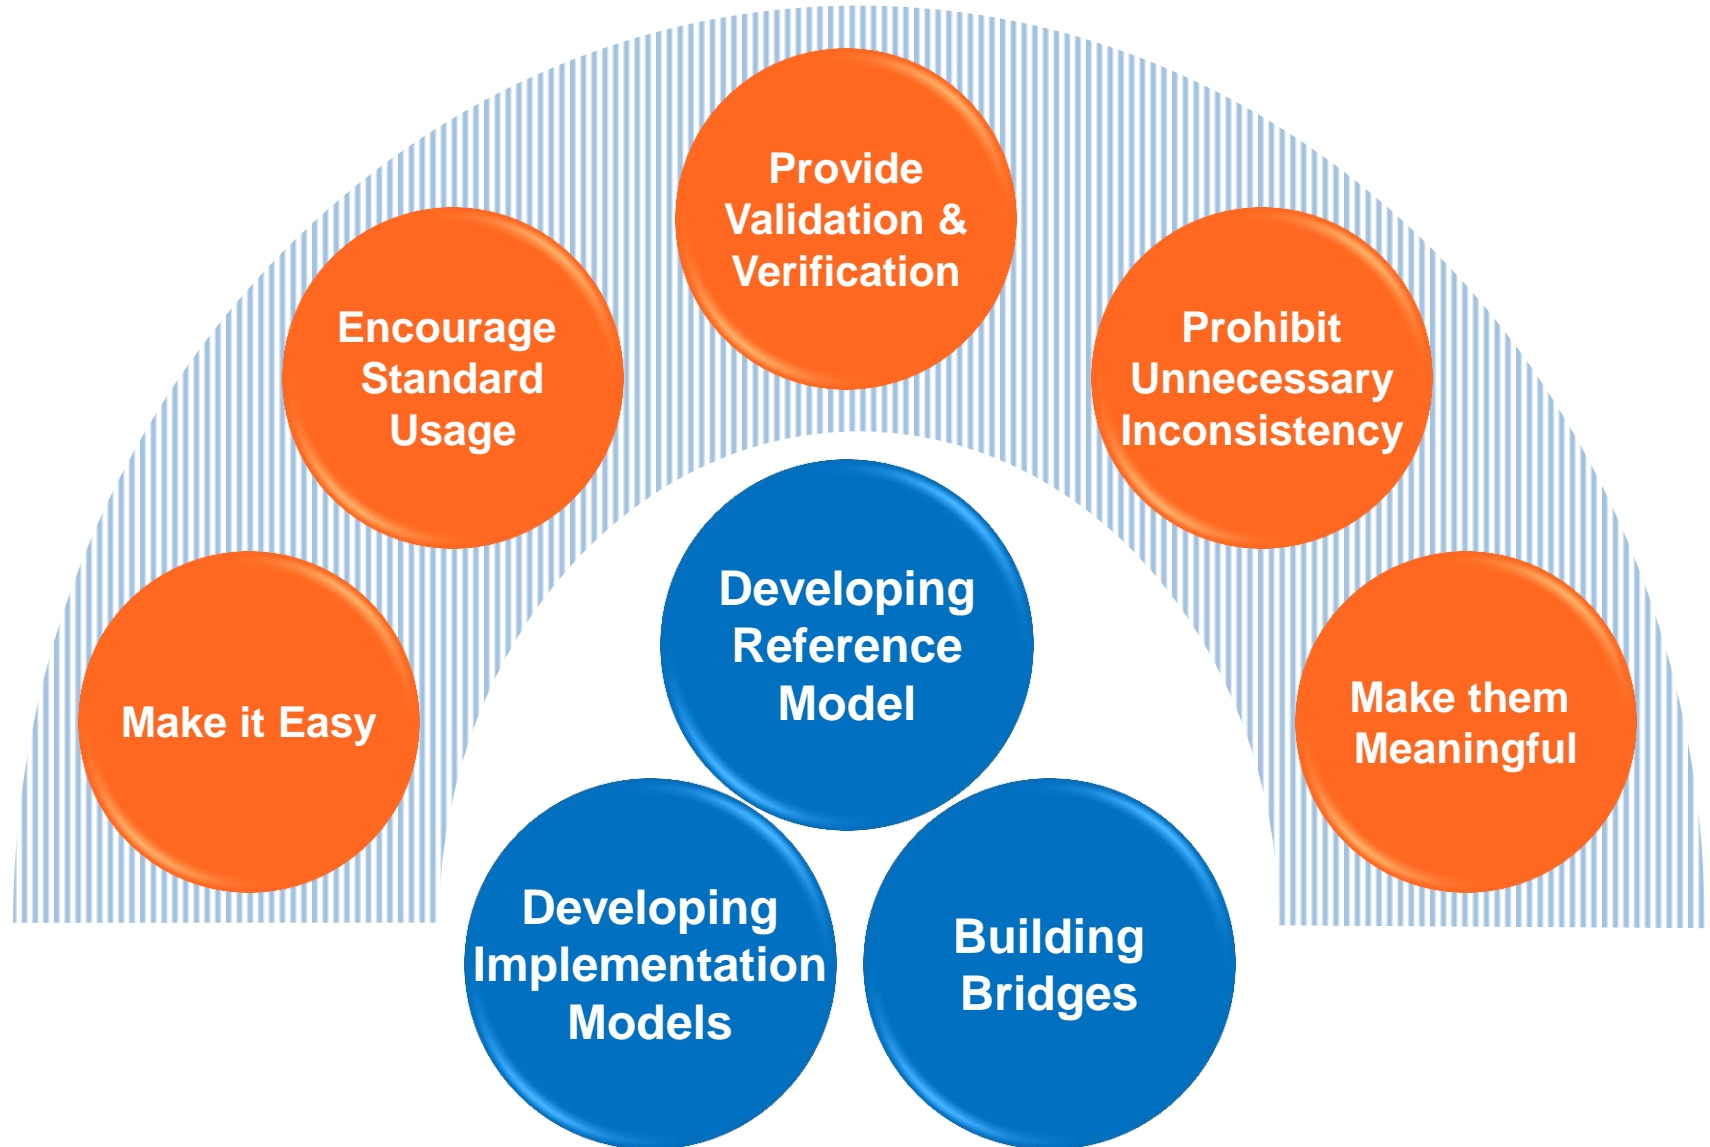 Provide
Validation &
Verification
Encourage
Standard
Usage
Prohibit
Unnecessary
Inconsistency
Make it Easy
Make them
Meaningful
Developing
Reference
Model
Developing
Implementation
Models
Building
Bridges